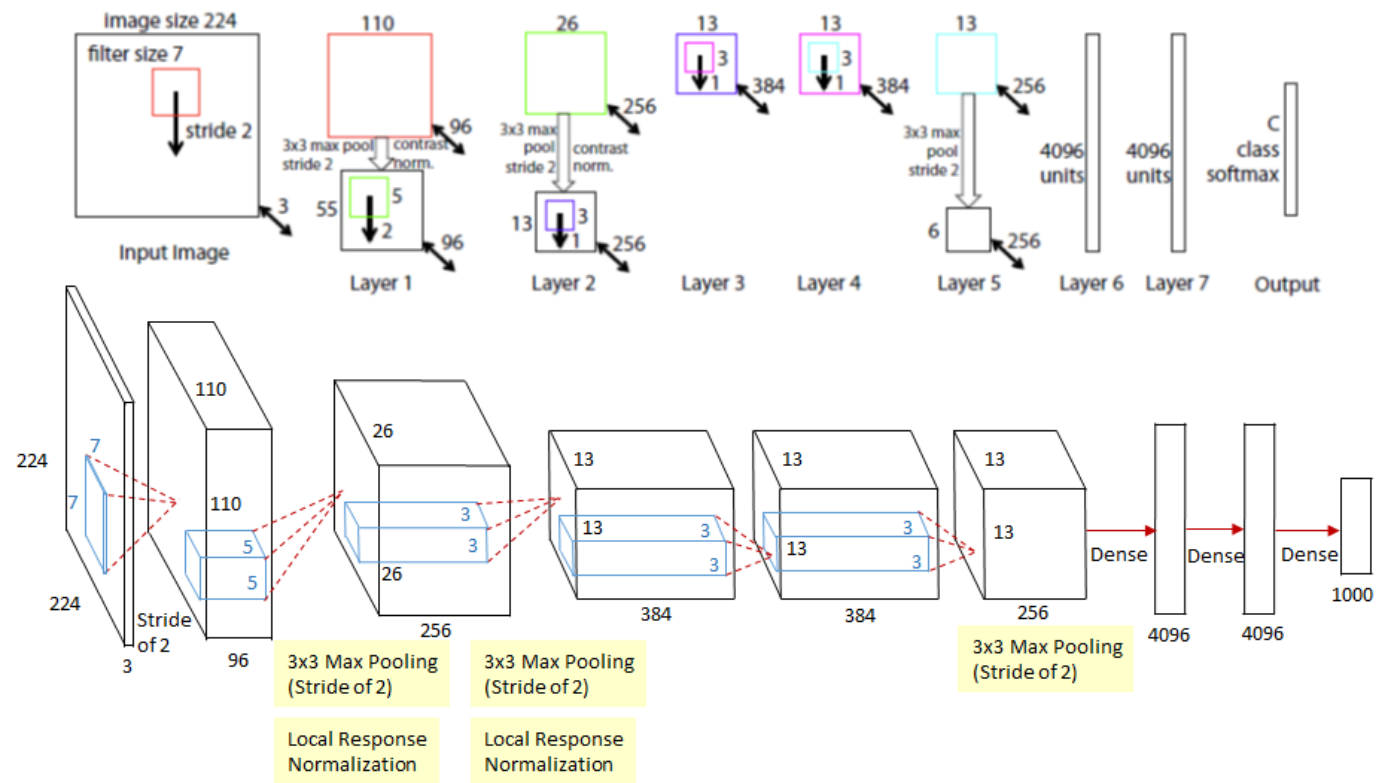 image size 224
filter size 7
stride 2
3
Input Image
110
96
3x3 max pool
stride 2
contrast
norm.
55
5
2
96
Layer 1
26
256
3x3 max
pool
stride 2
contrast
norm.
13
3
1
256
Layer 2
13
3
1
384
Layer 3
13
3
1
384
Layer 4
13
256
3x3 max
pool
stride 2
6
256
Layer 5
4096
units
Layer 6
4096
units
Layer 7
C
class
softmax
Output
224
7
7
224
3
Stride
of 2
110
110
5
5
96
26
3
3
26
256
13
13
3
3
384
13
13
3
3
384
13
13
256
Dense
4096
Dense
4096
Dense
1000
3x3 Max Pooling
(Stride of 2)
Local Response
Normalization
3x3 Max Pooling
(Stride of 2)
Local Response
Normalization
3x3 Max Pooling
(Stride of 2)